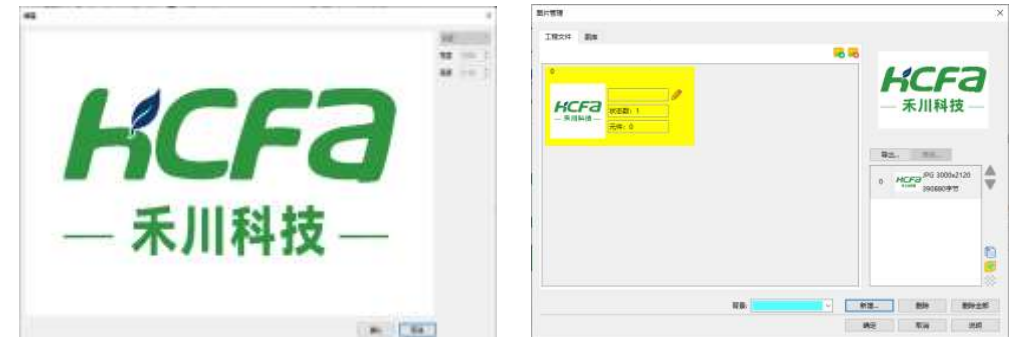 HCFA
— 禾川科技 —
图片管理
工程文件 图库
0
HCFA
— 禾川科技 —
状态数: 1
元件: 0
HCFA
— 禾川科技 —
导出...
0
HCFA
JPG 3000x2120
390880字节
背景:
新增...
删除
删除全部
确定
取消
说明